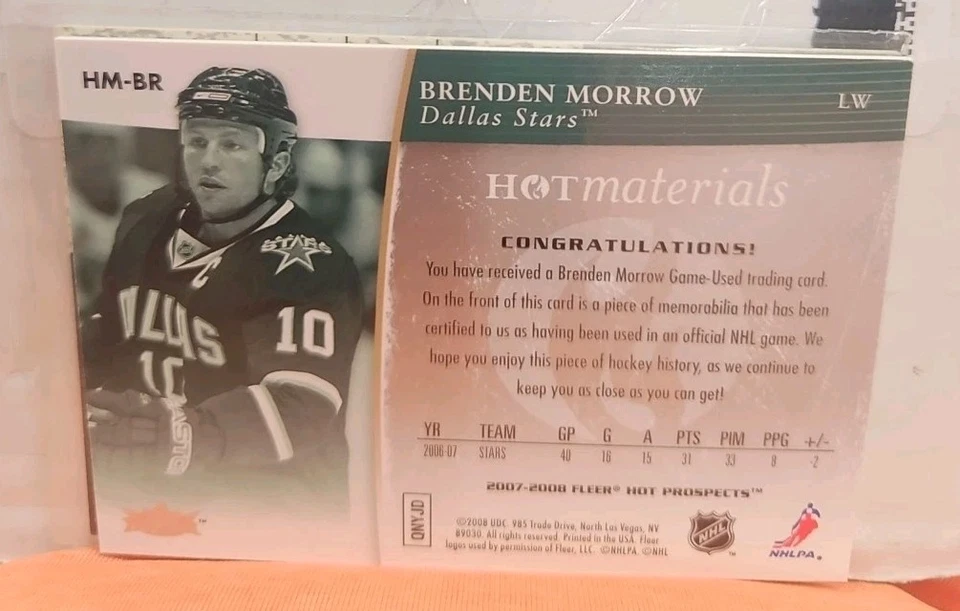 HM-BR
BRENDEN MORROW
LW
Dallas Stars™
HOTmaterials
CONGRATULATIONS!
You have received a Brenden Morrow Game-Used trading card.
On the front of this card is a piece of memorabilia that has been
certified to us as having been used in an official NHL game. We
hope you enjoy this piece of hockey history, as we continue to
keep you as close as you can get!
YR TEAM GP G A PTS PIM PPG +/-
2006-07 STARS 40 16 15 31 33 8 -2
2007-2008 FLEER® HOT PROSPECTS™
©2008 UDC. 985 Trade Drive, North Las Vegas, NV
89030. All rights reserved. Printed in the USA. Fleer
logos used by permission of Fleer, LLC. ©NHLPA. ©NHL
DJYND
NHL
™
NHLPA®
STARS
C
DALLAS
10
10
™